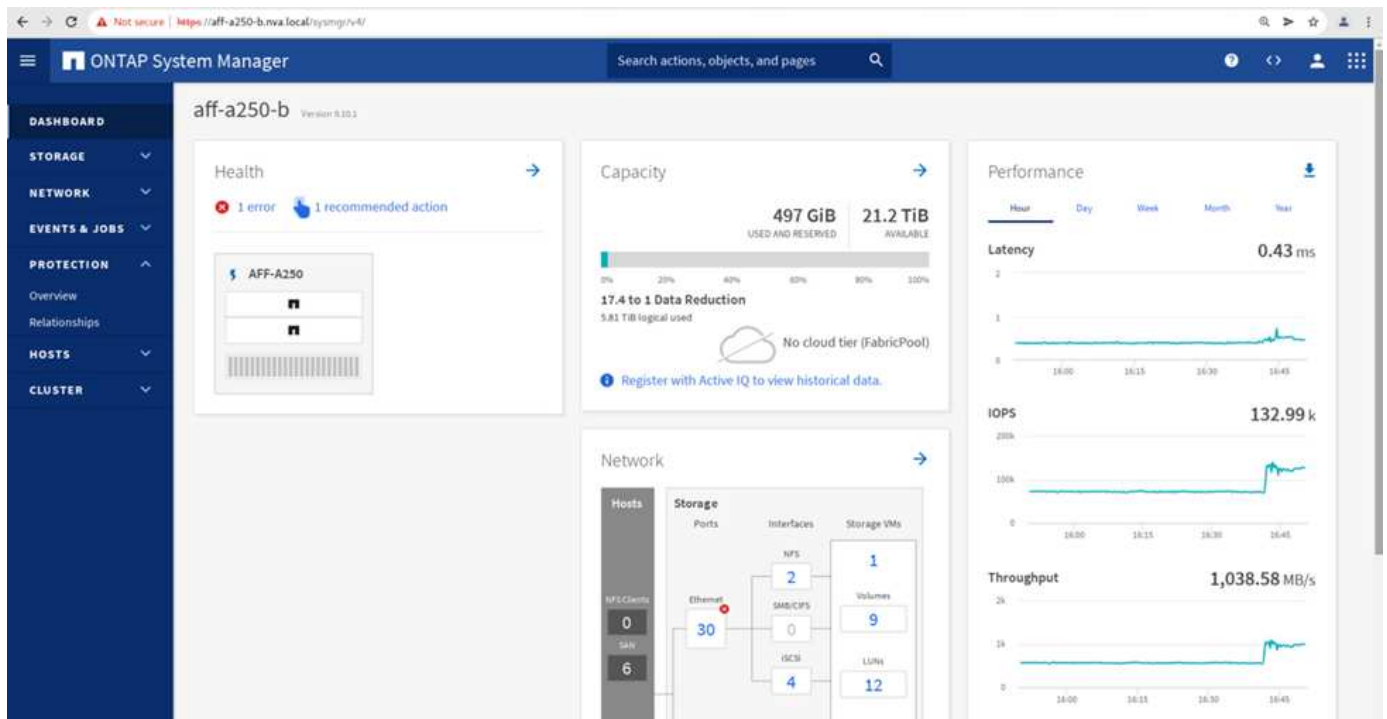 Not secure | https://aff-a250-b.nva.local/sysmgr/v4/
ONTAP System Manager
Search actions, objects, and pages
DASHBOARD
STORAGE
NETWORK
EVENTS & JOBS
PROTECTION
Overview
Relationships
HOSTS
CLUSTER
aff-a250-b Version 9.10.1
Health
1 error 1 recommended action
AFF-A250
Capacity
497 GiB 21.2 TiB
USED AND RESERVED AVAILABLE
0% 20% 40% 60% 80% 100%
17.4 to 1 Data Reduction
5.81 TiB logical used
No cloud tier (FabricPool)
Register with Active IQ to view historical data.
Network
Hosts Storage
Ports Interfaces Storage VMs
NFS
2
1
NFS Clients
0
Ethernet
30
SMB/CIFS
0
Volumes
9
SAN
6
iSCSI
4
LUNs
12
Performance
Hour Day Week Month Year
Latency 0.43 ms
2
1
0
16:00 16:15 16:30 16:45
IOPS 132.99 k
200k
100k
0
16:00 16:15 16:30 16:45
Throughput 1,038.58 MB/s
2k
1k
0
16:00 16:15 16:30 16:45